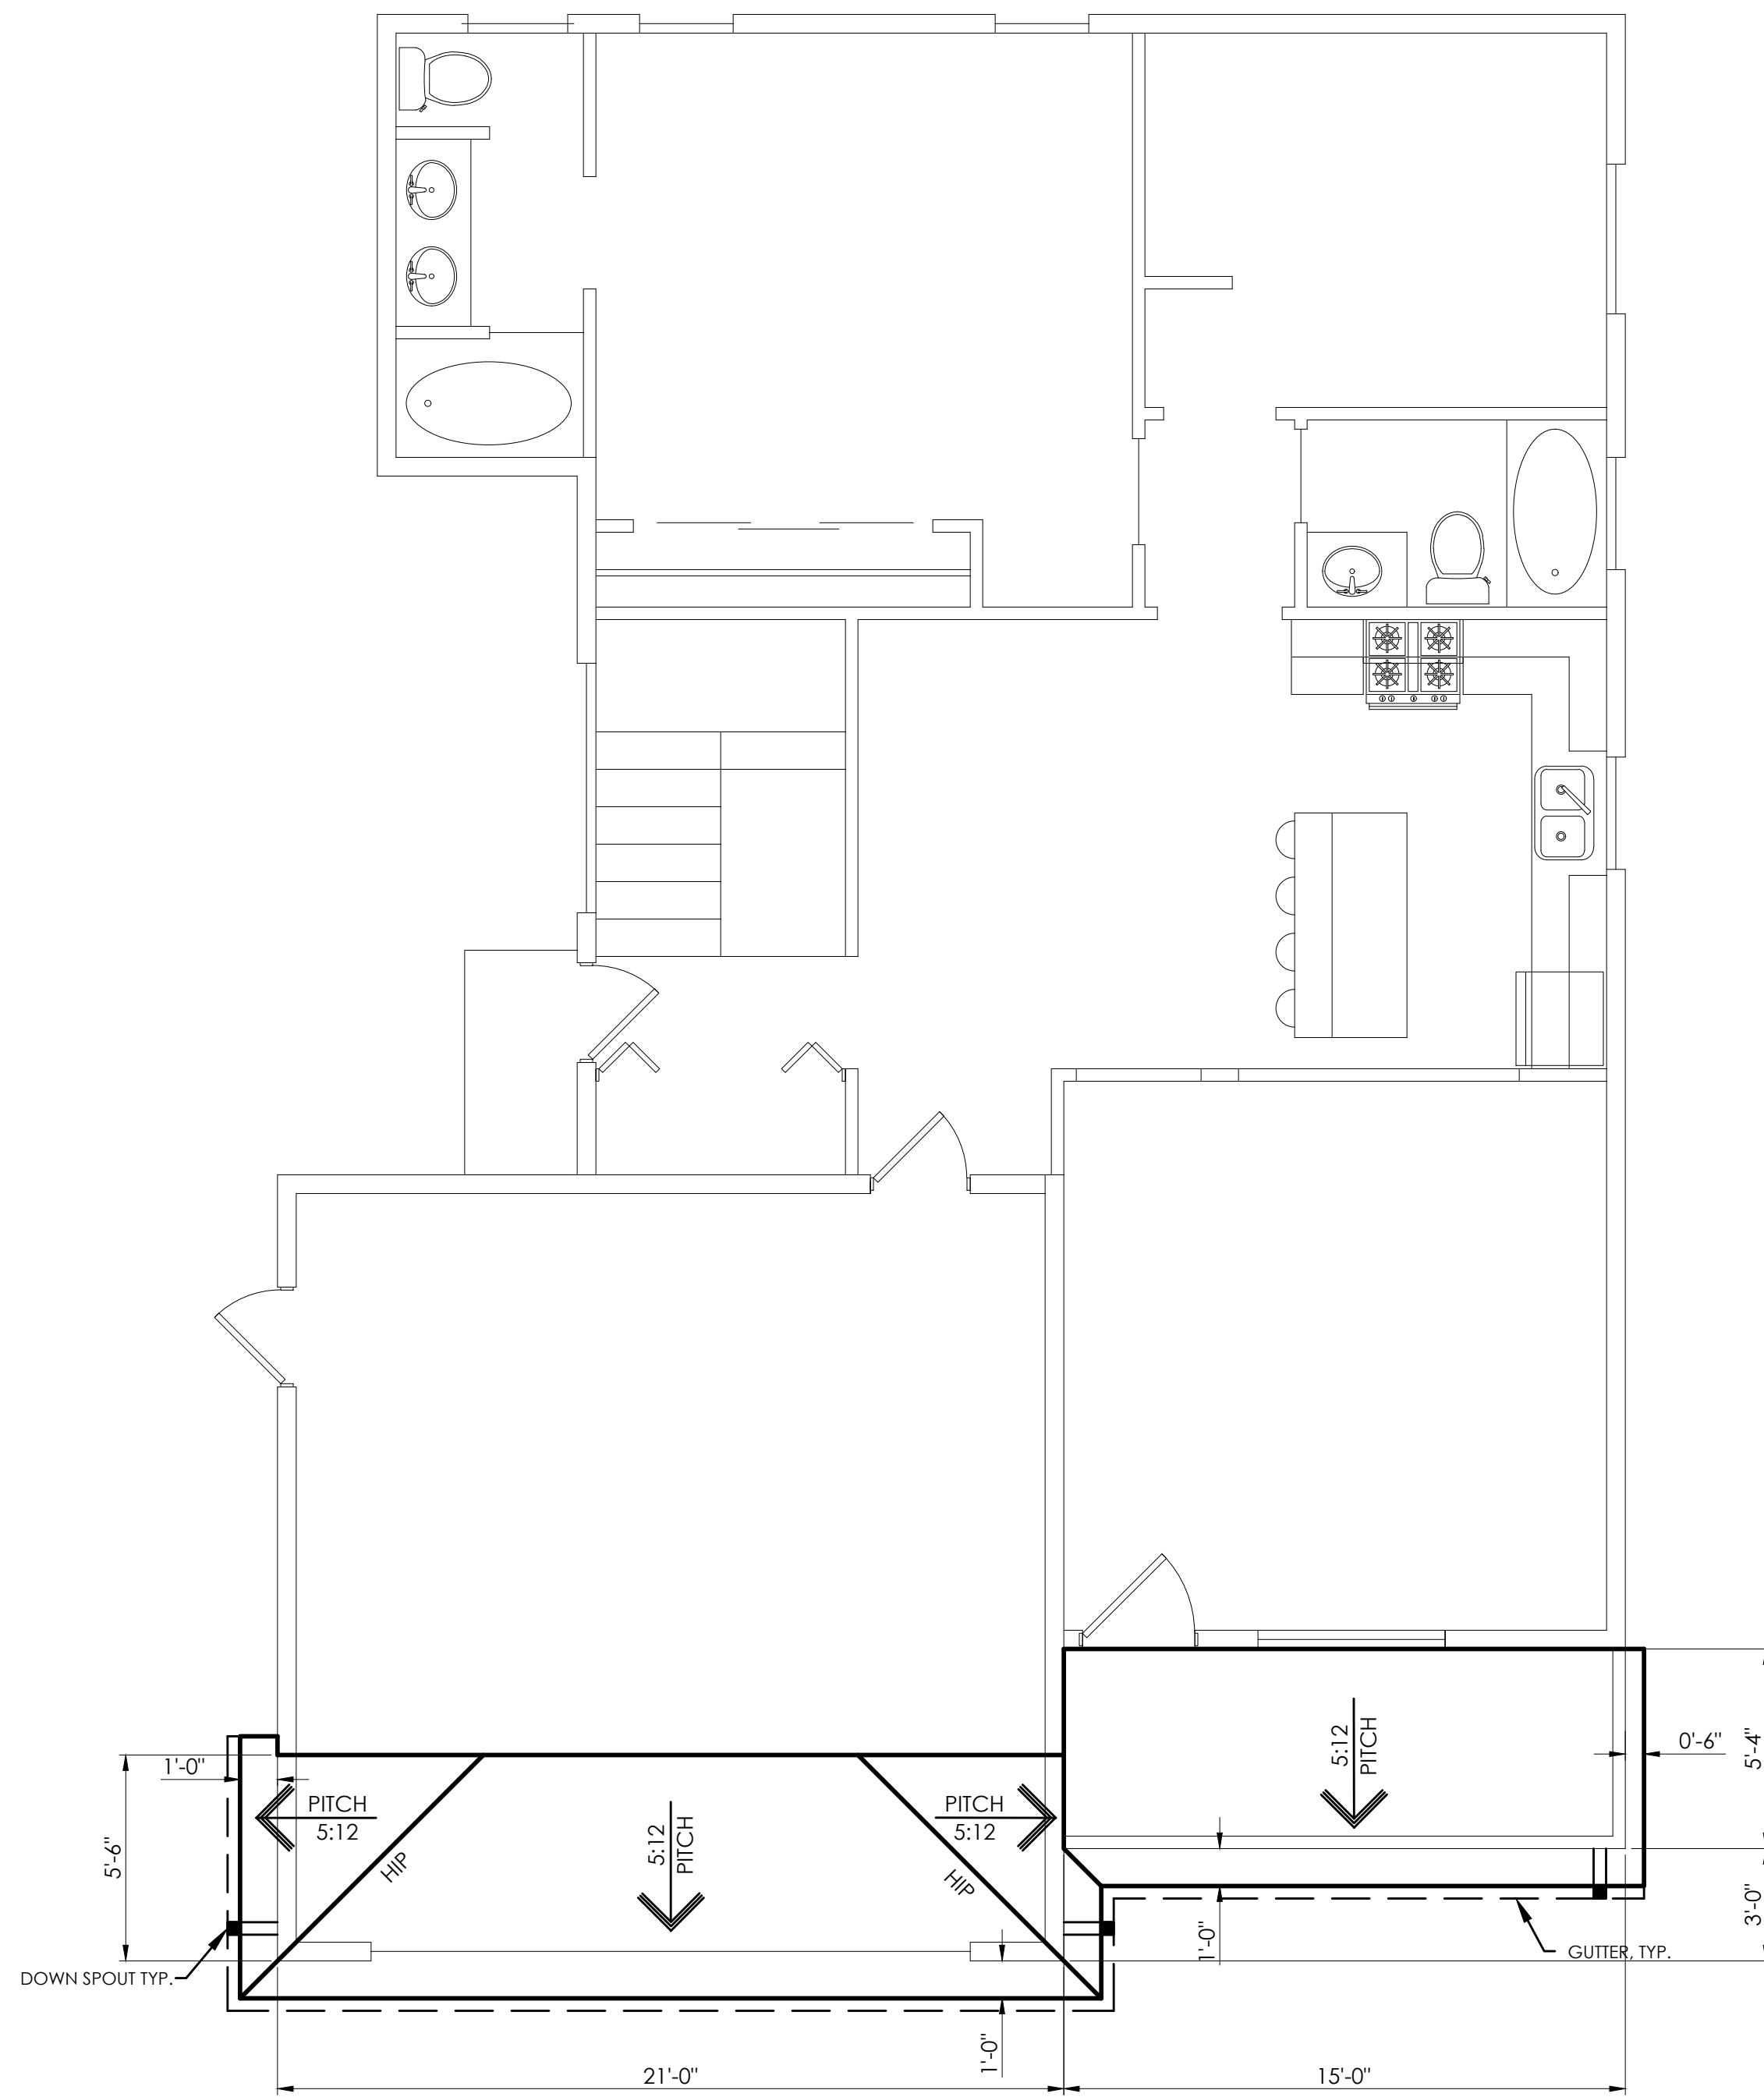 5:12
PITCH
0'-6"
5'-4"
1'-0"
PITCH
5:12
PITCH
5:12
5:12
PITCH
5'-6"
HIP
HIP
3'-0"
1'-0"
GUTTER, TYP.
DOWN SPOUT TYP.
1'-0"
21'-0"
15'-0"